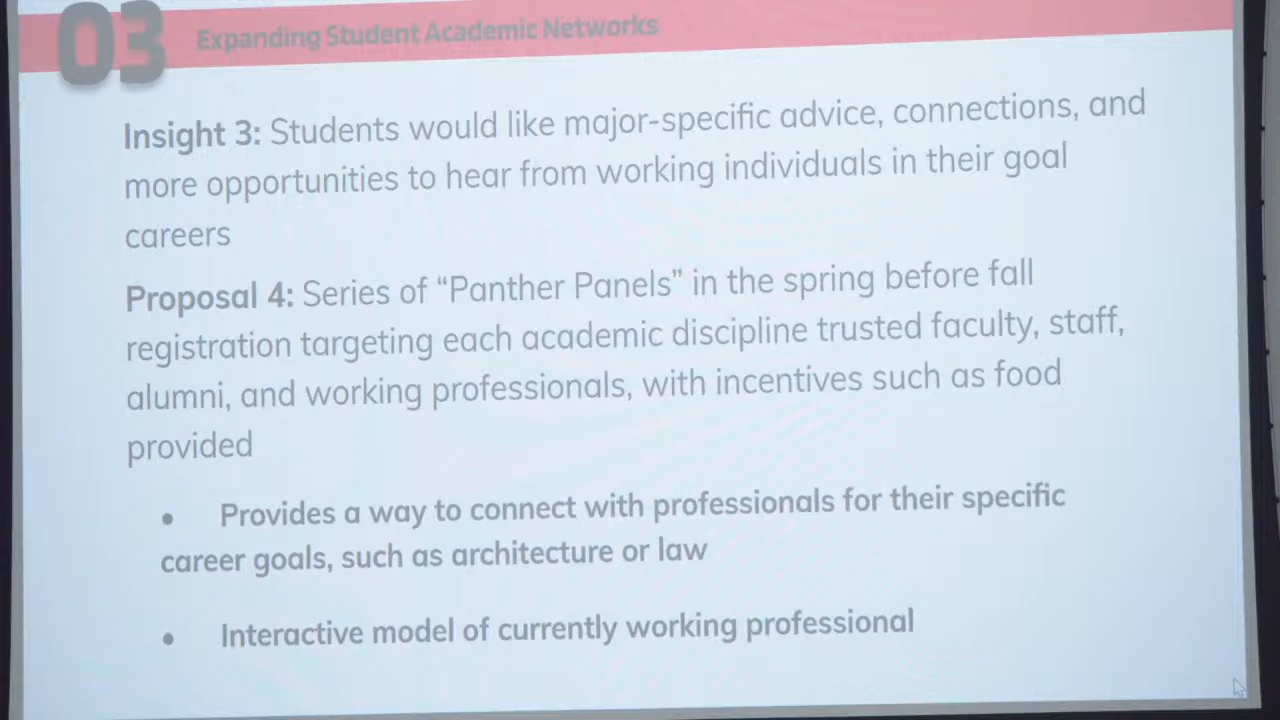 03 Expanding Student Academic Networks
Insight 3: Students would like major-specific advice, connections, and
more opportunities to hear from working individuals in their goal
careers
Proposal 4: Series of “Panther Panels” in the spring before fall
registration targeting each academic discipline trusted faculty, staff,
alumni, and working professionals, with incentives such as food
provided
• Provides a way to connect with professionals for their specific
career goals, such as architecture or law
• Interactive model of currently working professional